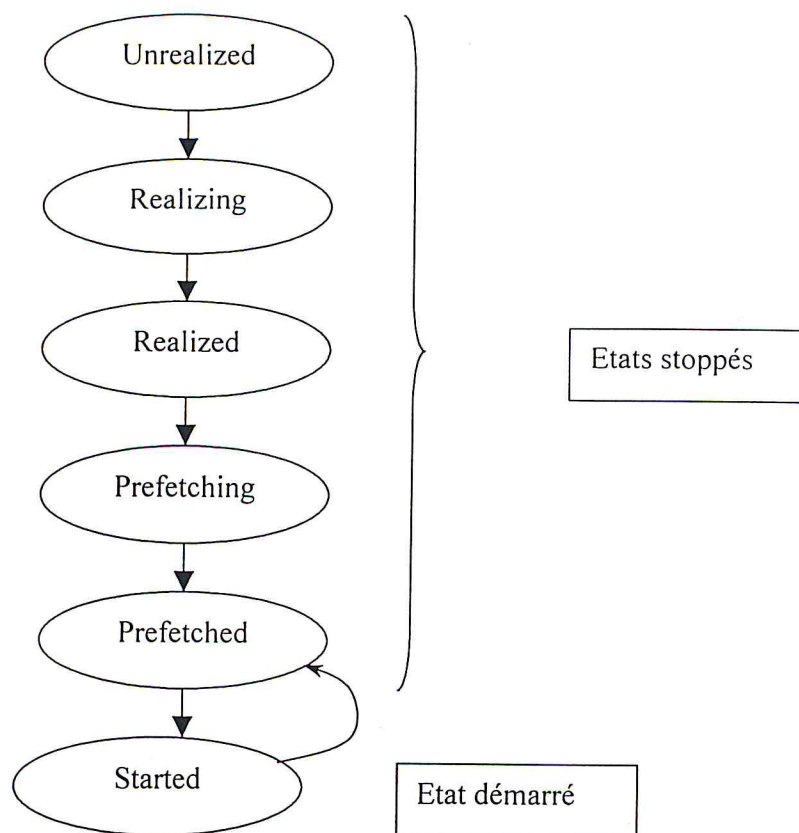 Unrealized
Realizing
Realized
Etats stoppés
Prefetching
Prefetched
Started
Etat démarré